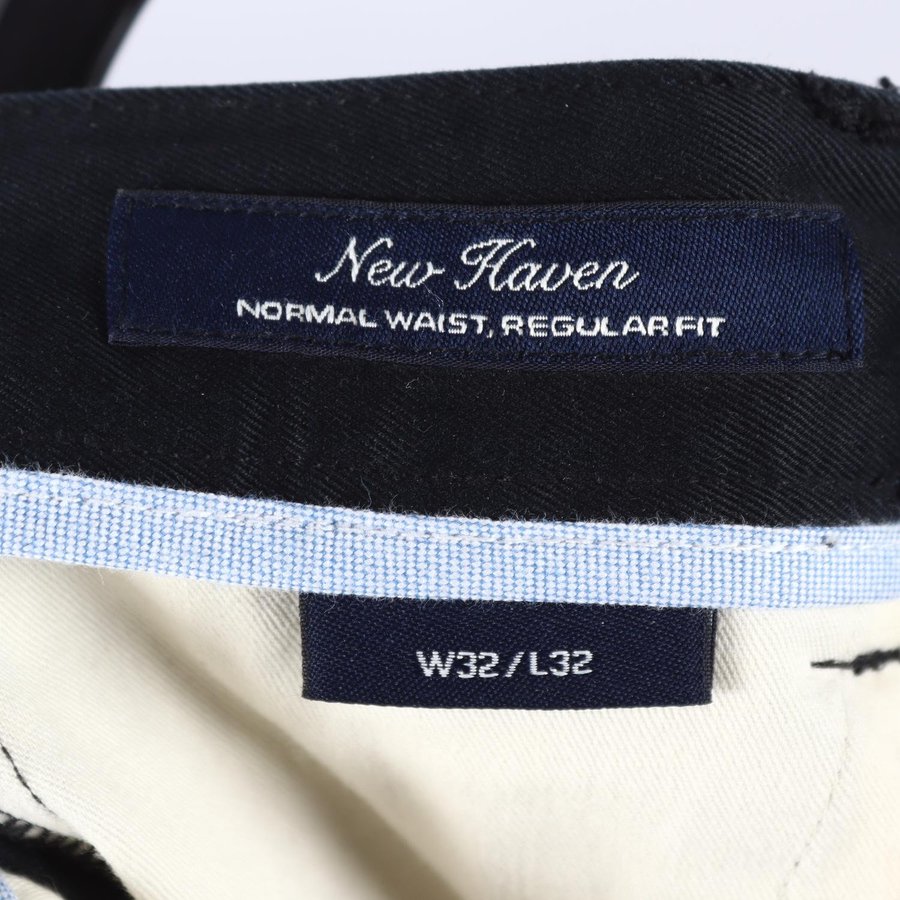 New Haven
NORMAL WAIST, REGULAR FIT
W32/L32